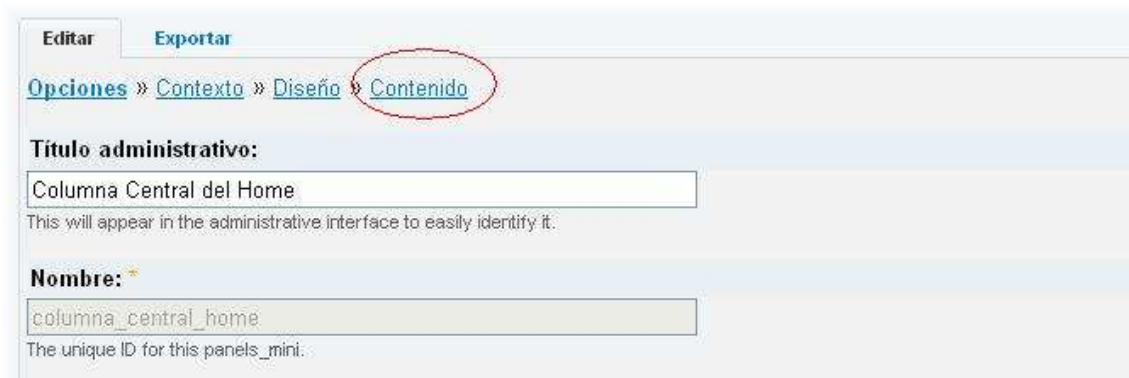 Editar Exportar
Opciones » Contexto » Diseño » Contenido
Título administrativo:
Columna Central del Home
This will appear in the administrative interface to easily identify it.
Nombre: *
columna_central_home
The unique ID for this panels_mini.